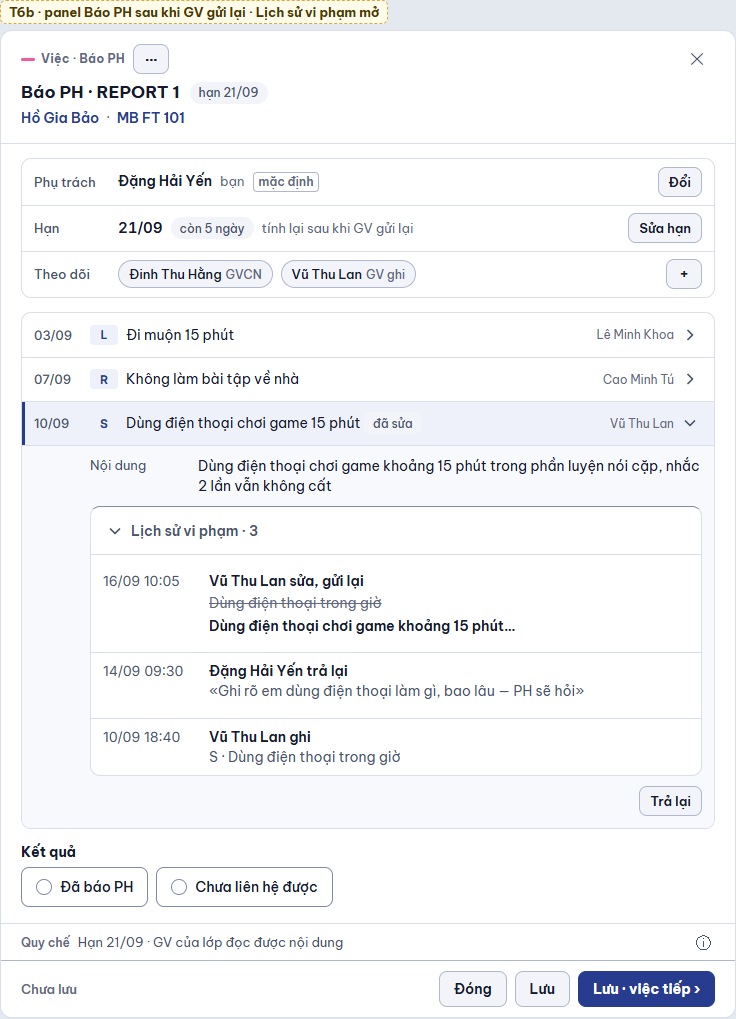 T6b · panel Báo PH sau khi GV gửi lại · Lịch sử vi phạm mở
Việc · Báo PH ...
Báo PH · REPORT 1 hạn 21/09
Hồ Gia Bảo · MB FT 101
Phụ trách Đặng Hải Yến bạn mặc định Đổi
Hạn 21/09 còn 5 ngày tính lại sau khi GV gửi lại Sửa hạn
Theo dõi Đinh Thu Hằng GVCN Vũ Thu Lan GV ghi +
03/09 L Đi muộn 15 phút Lê Minh Khoa
07/09 R Không làm bài tập về nhà Cao Minh Tú
10/09 S Dùng điện thoại chơi game 15 phút đã sửa Vũ Thu Lan
Nội dung Dùng điện thoại chơi game khoảng 15 phút trong phần luyện nói cặp, nhắc
2 lần vẫn không cất
Lịch sử vi phạm · 3
16/09 10:05 Vũ Thu Lan sửa, gửi lại
Dùng điện thoại trong giờ
Dùng điện thoại chơi game khoảng 15 phút...
14/09 09:30 Đặng Hải Yến trả lại
«Ghi rõ em dùng điện thoại làm gì, bao lâu — PH sẽ hỏi»
10/09 18:40 Vũ Thu Lan ghi
S · Dùng điện thoại trong giờ
Trả lại
Kết quả
Đã báo PH Chưa liên hệ được
Quy chế Hạn 21/09 · GV của lớp đọc được nội dung
Chưa lưu Đóng Lưu Lưu · việc tiếp ›